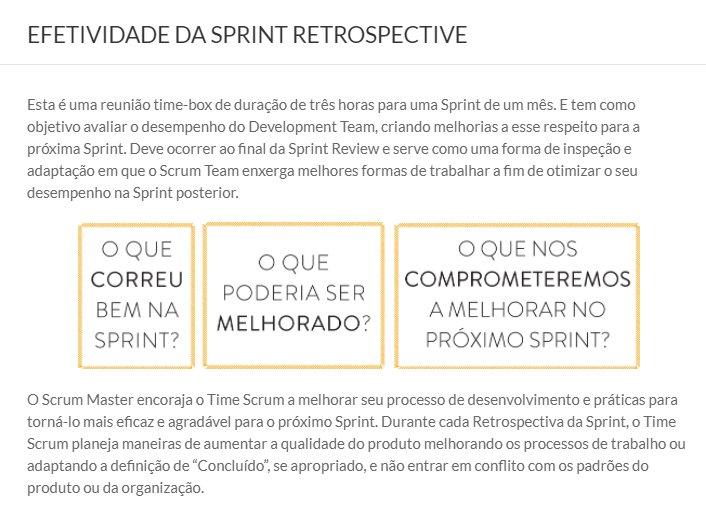 EFETIVIDADE DA SPRINT RETROSPECTIVE
Esta é uma reunião time-box de duração de três horas para uma Sprint de um mês. E tem como
objetivo avaliar o desempenho do Development Team, criando melhorias a esse respeito para a
próxima Sprint. Deve ocorrer ao final da Sprint Review e serve como uma forma de inspeção e
adaptação em que o Scrum Team enxerga melhores formas de trabalhar a fim de otimizar o seu
desempenho na Sprint posterior.
O QUE
CORREU
BEM NA
SPRINT?
O QUE
PODERIA SER
MELHORADO?
O QUE NOS
COMPROMETEREMOS
A MELHORAR NO
PRÓXIMO SPRINT?
O Scrum Master encoraja o Time Scrum a melhorar seu processo de desenvolvimento e práticas para
torná-lo mais eficaz e agradável para o próximo Sprint. Durante cada Retrospectiva da Sprint, o Time
Scrum planeja maneiras de aumentar a qualidade do produto melhorando os processos de trabalho ou
adaptando a definição de “Concluído”, se apropriado, e não entrar em conflito com os padrões do
produto ou da organização.